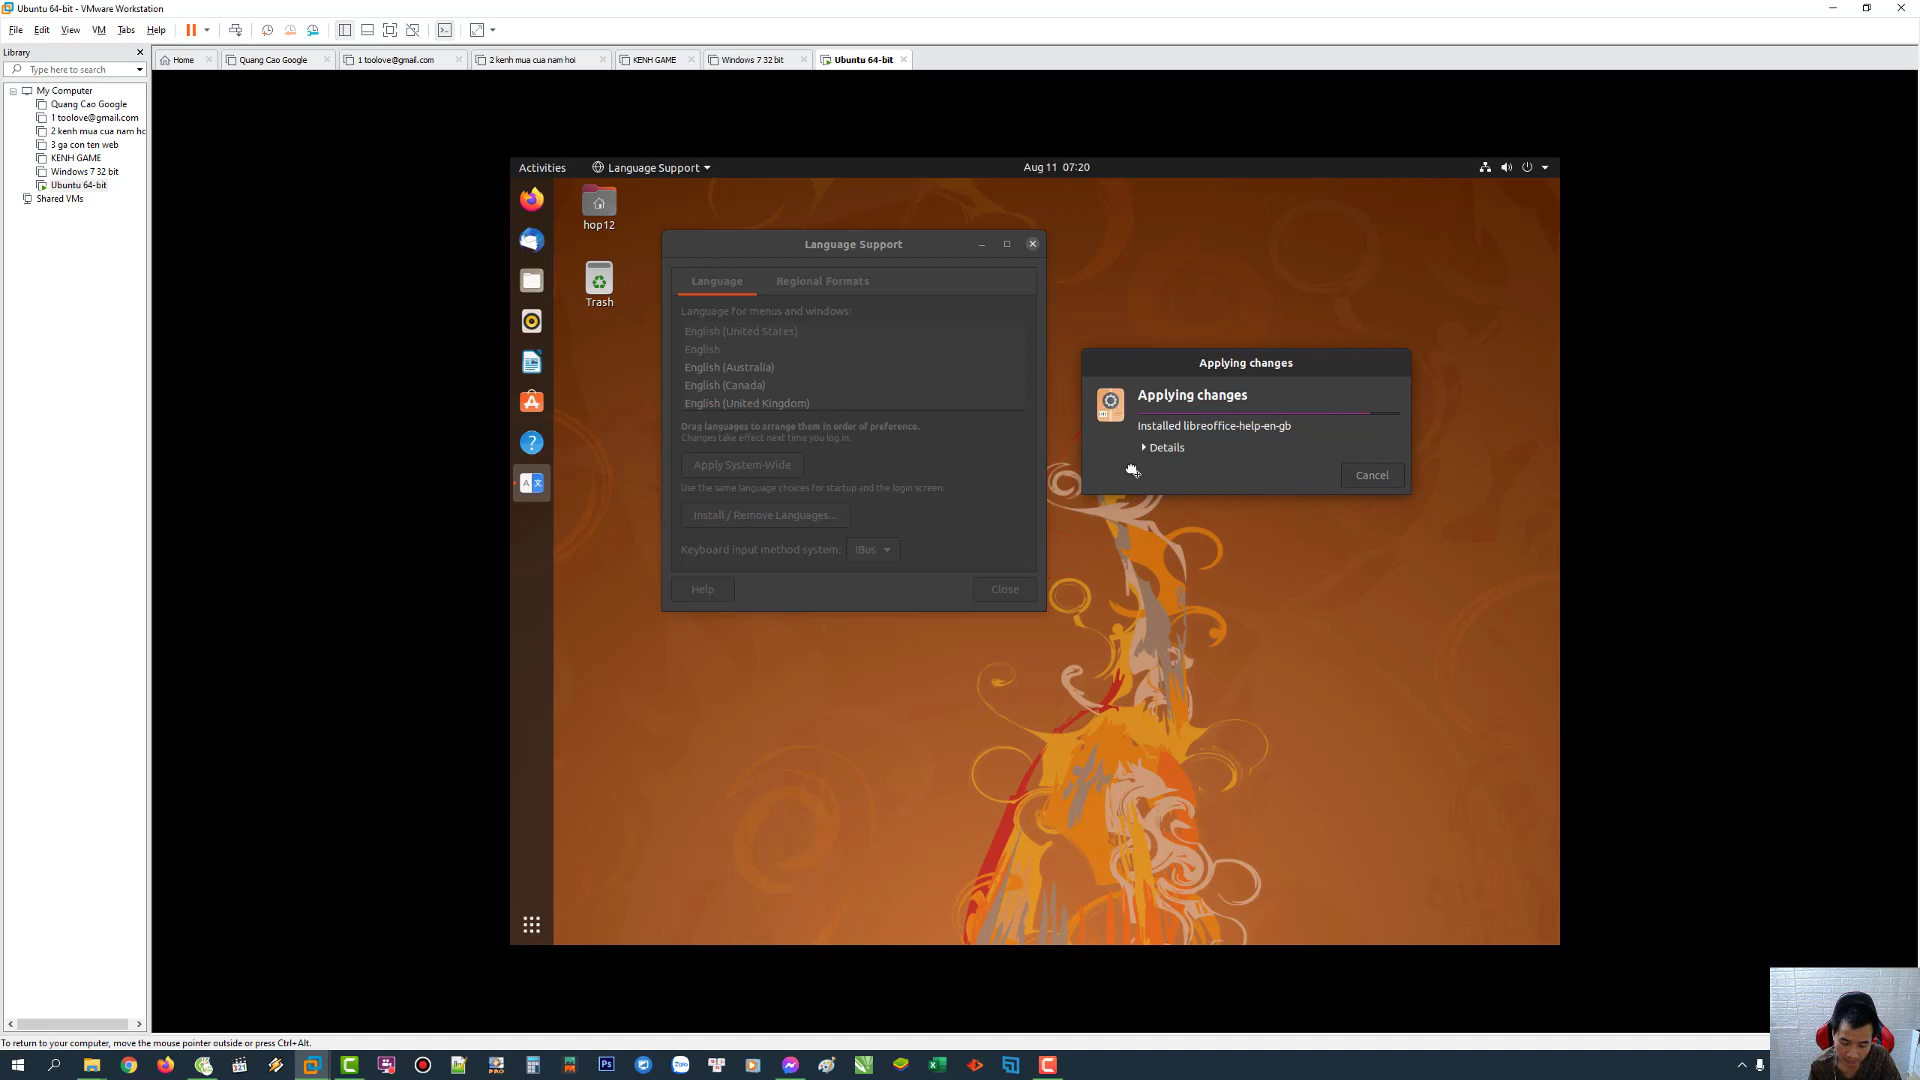 Ubuntu 64-bit - VMware Workstation
File Edit View VM Tabs Help
Library
Type here to search
My Computer
Quang Cao Google
1 toolove@gmail.com
2 kenh mua cua nam ho
3 ga con ten web
KENH GAME
Windows 7 32 bit
Ubuntu 64-bit
Shared VMs
Home
Quang Cao Google
1 toolove@gmail.com
2 kenh mua cua nam hoi
KENH GAME
Windows 7 32 bit
Ubuntu 64-bit
Activities
Language Support
Aug 11 07:20
hop12
Trash
Language Support
Language
Regional Formats
Language for menus and windows:
English (United States)
English
English (Australia)
English (Canada)
English (United Kingdom)
Drag languages to arrange them in order of preference.
Changes take effect next time you log in.
Apply System-Wide
Use the same language choices for startup and the login screen.
Install / Remove Languages...
Keyboard input method system: IBus
Help
Close
Applying changes
Applying changes
Installed libreoffice-help-en-gb
Details
Cancel
To return to your computer, move the mouse pointer outside or press Ctrl+Alt.